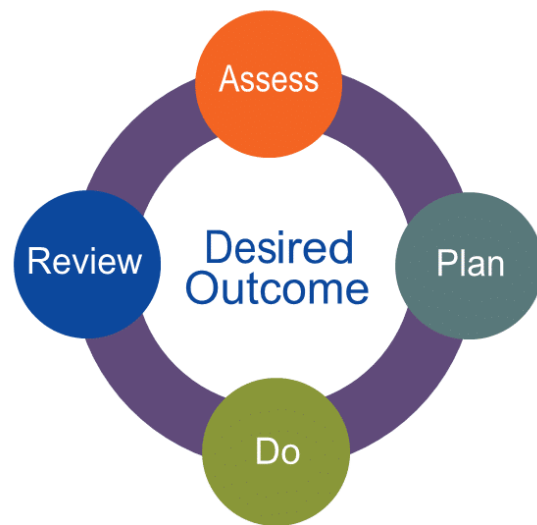 Assess
Review
Desired
Outcome
Plan
Do